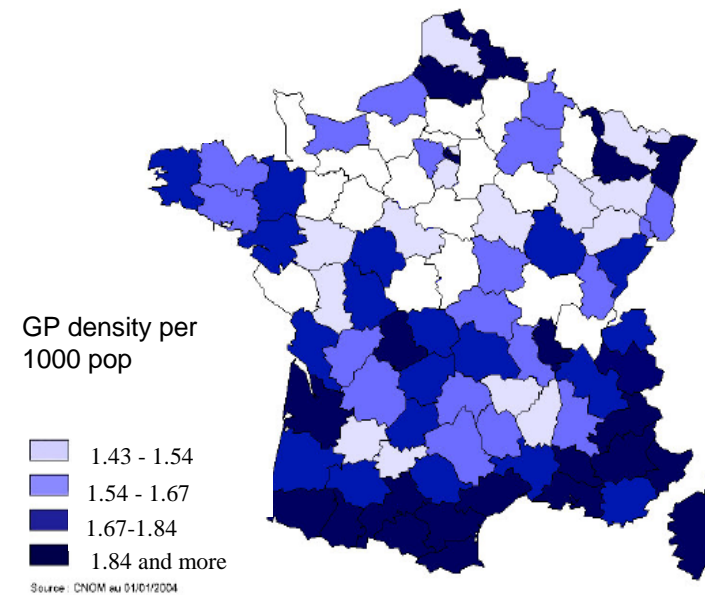 GP density per
1000 pop
1.43 - 1.54
1.54 - 1.67
1.67-1.84
1.84 and more
Source: CNOM au 01/01/2004